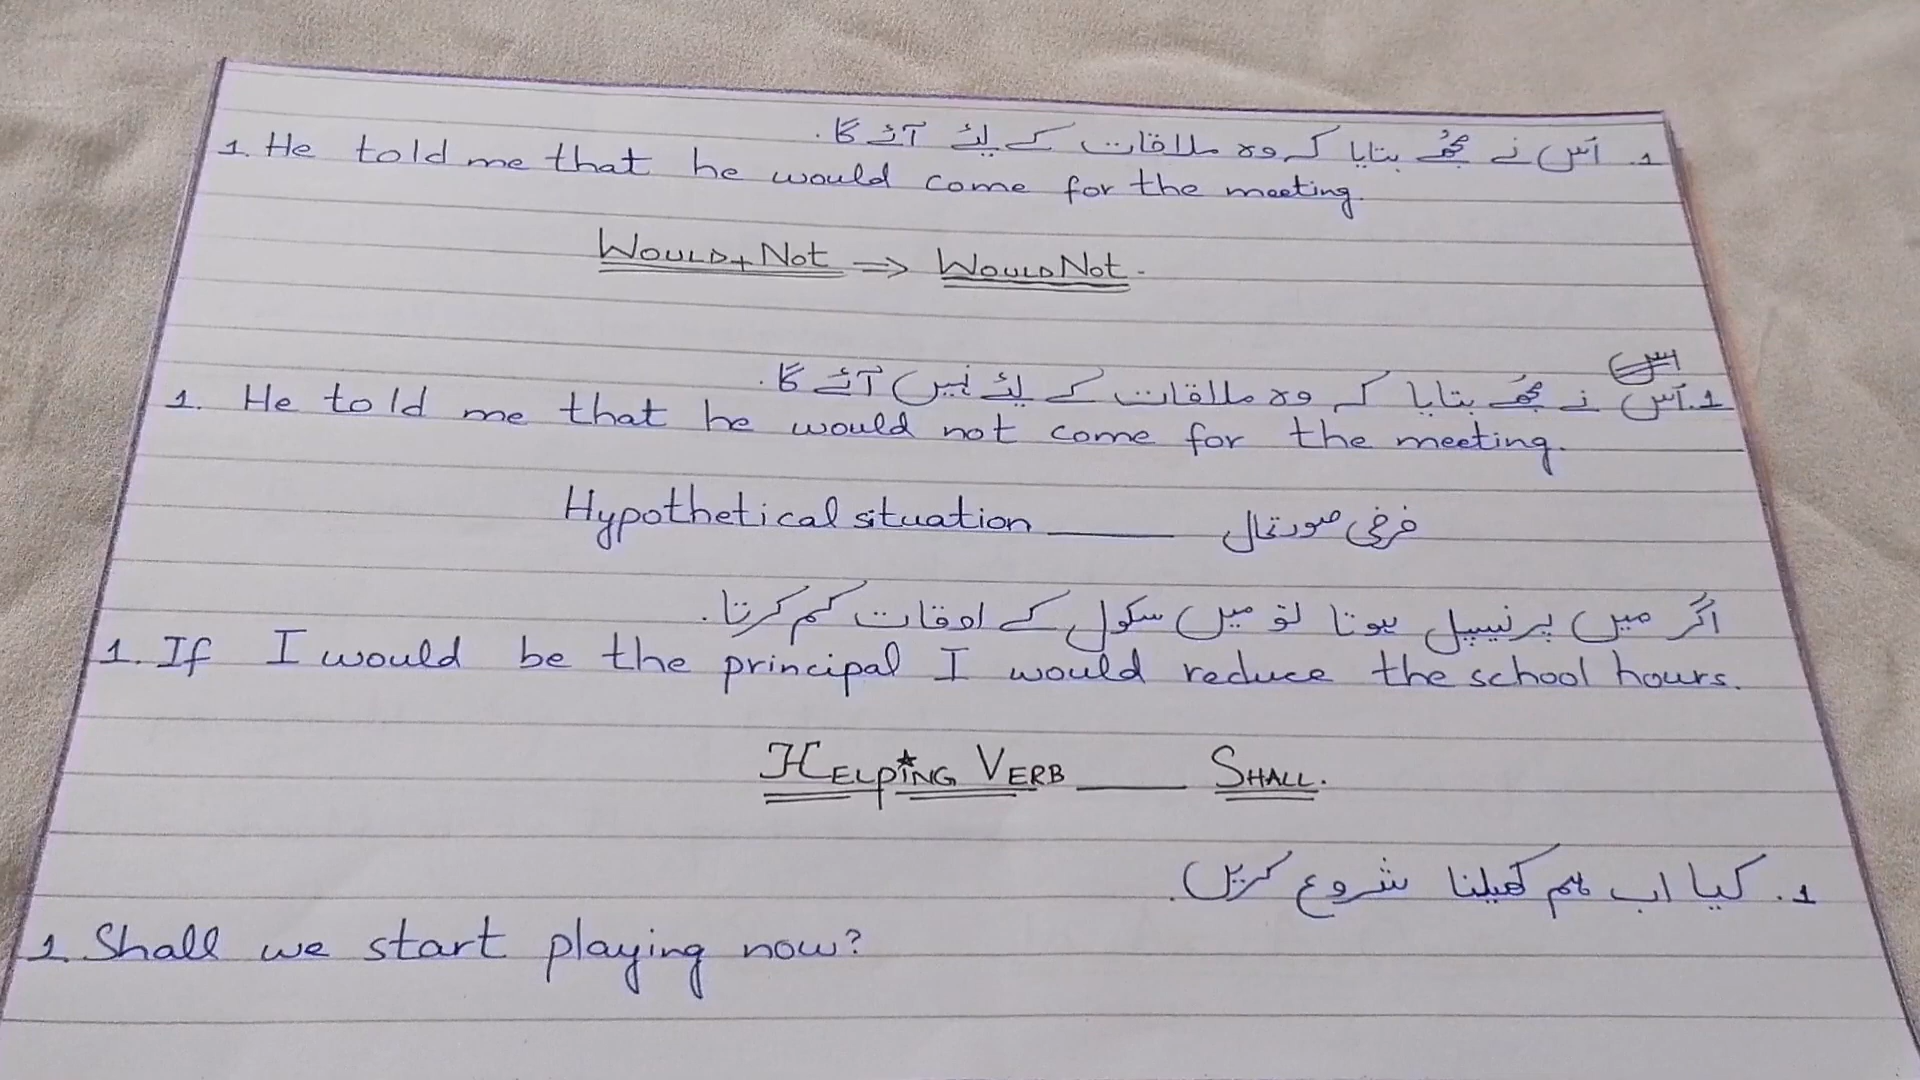 1. اُس نے مجھے بتایا کہ وہ ملاقات کے لئے آئے گا.
1. He told me that he would come for the meeting.
Would + Not ⇒ Would Not.
1. اُس نے مجھے بتایا کہ وہ ملاقات کے لئے نہیں آئے گا.
1. He told me that he would not come for the meeting.
Hypothetical situation ____ فرضی صورتحال
اگر میں پرنسپل ہوتا تو میں سکول کے اوقات کم کرتا.
1. If I would be the principal I would reduce the school hours.
HELPING VERB ____ SHALL.
1. کیا اب ہم کھیلنا شروع کریں.
1. Shall we start playing now?